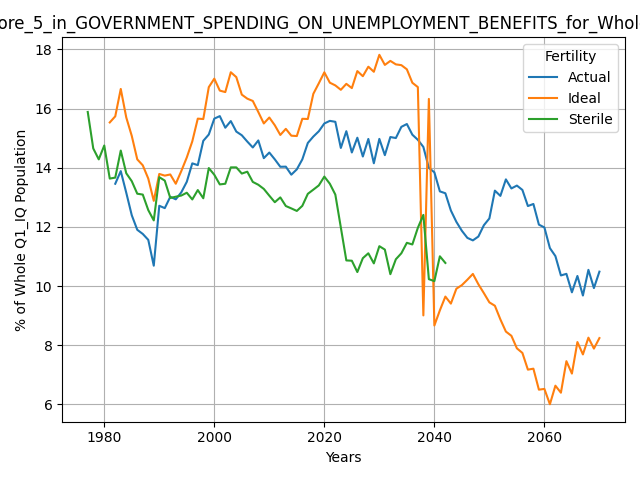 ore_5_in_GOVERNMENT_SPENDING_ON_UNEMPLOYMENT_BENEFITS_for_Whol
Fertility
Actual
Ideal
Sterile
% of Whole Q1_IQ Population
18
16
14
12
10
8
6
1980 2000 2020 2040 2060
Years